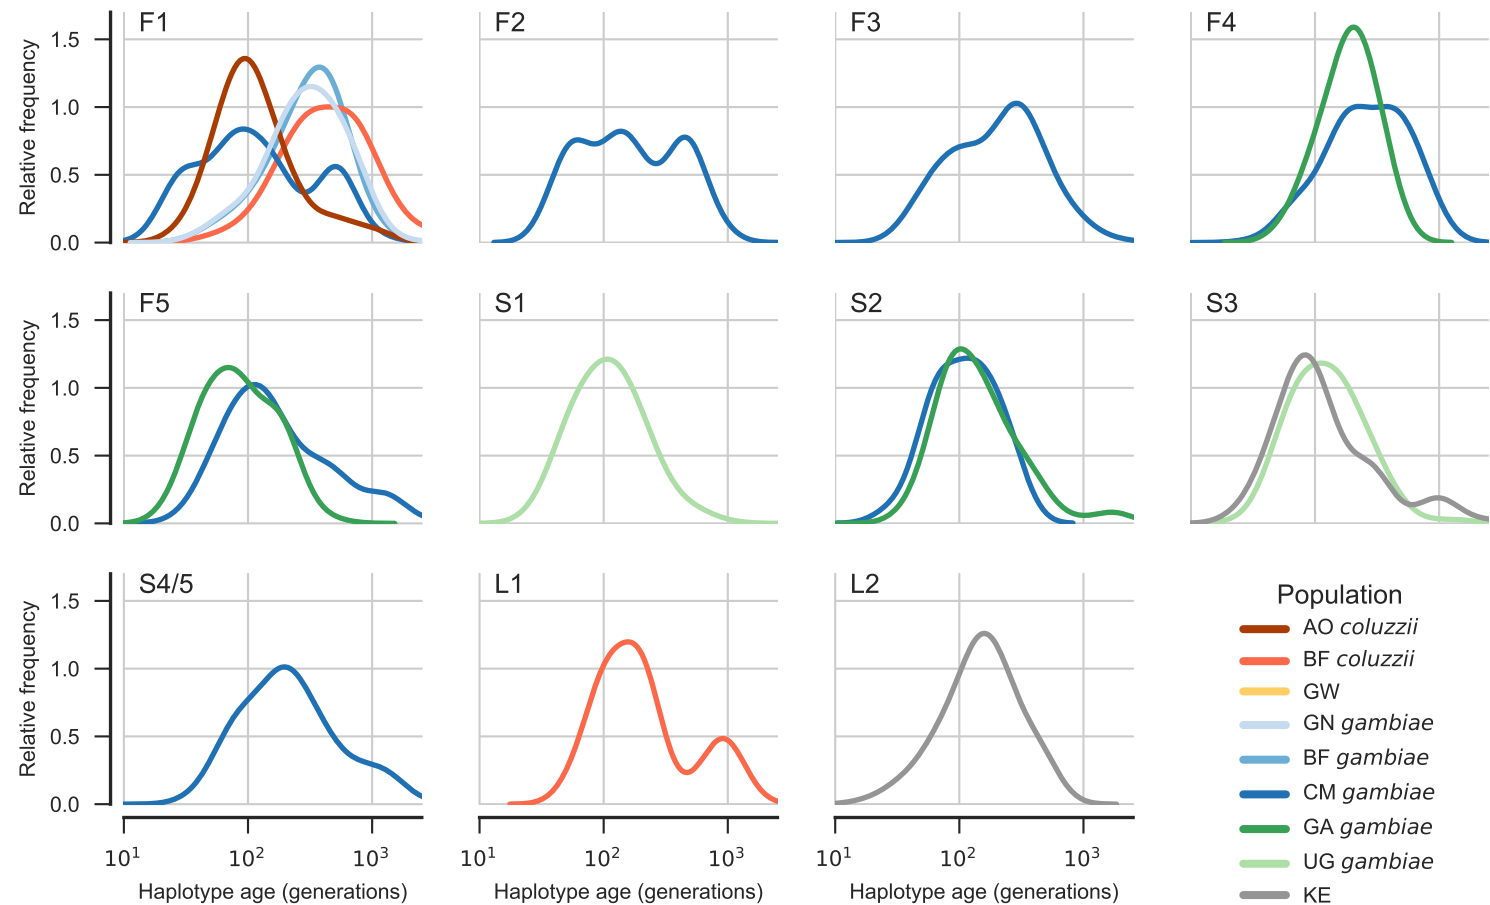 F1
F2
F3
F4
Relative frequency
1.5
1.0
0.5
0.0
F5
S1
S2
S3
Relative frequency
1.5
1.0
0.5
0.0
S4/5
L1
L2
Relative frequency
1.5
1.0
0.5
0.0
10¹ 10² 10³
10¹ 10² 10³
10¹ 10² 10³
Haplotype age (generations)
Haplotype age (generations)
Haplotype age (generations)
Population
AO coluzzii
BF coluzzii
GW
GN gambiae
BF gambiae
CM gambiae
GA gambiae
UG gambiae
KE